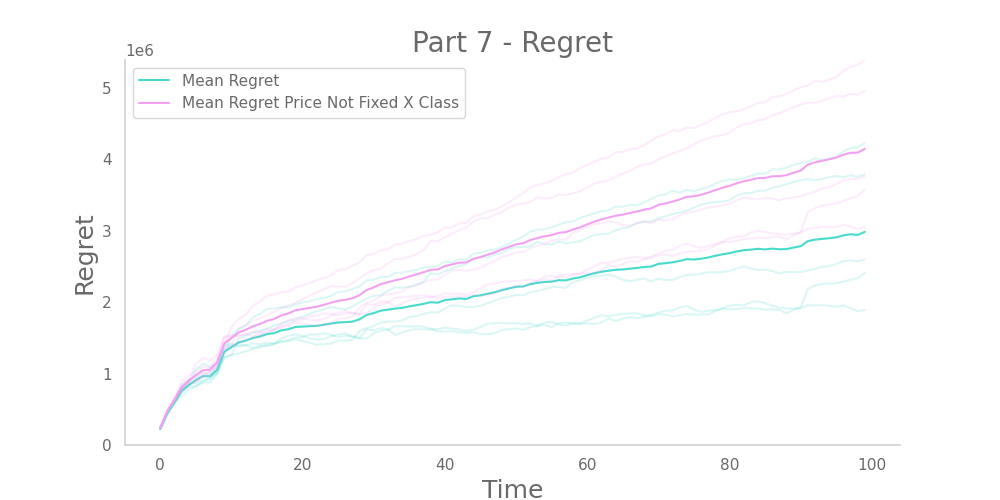 Part 7 - Regret
1e6
Mean Regret
Mean Regret Price Not Fixed X Class
5
4
3
2
1
0
Regret
0 20 40 60 80 100
Time